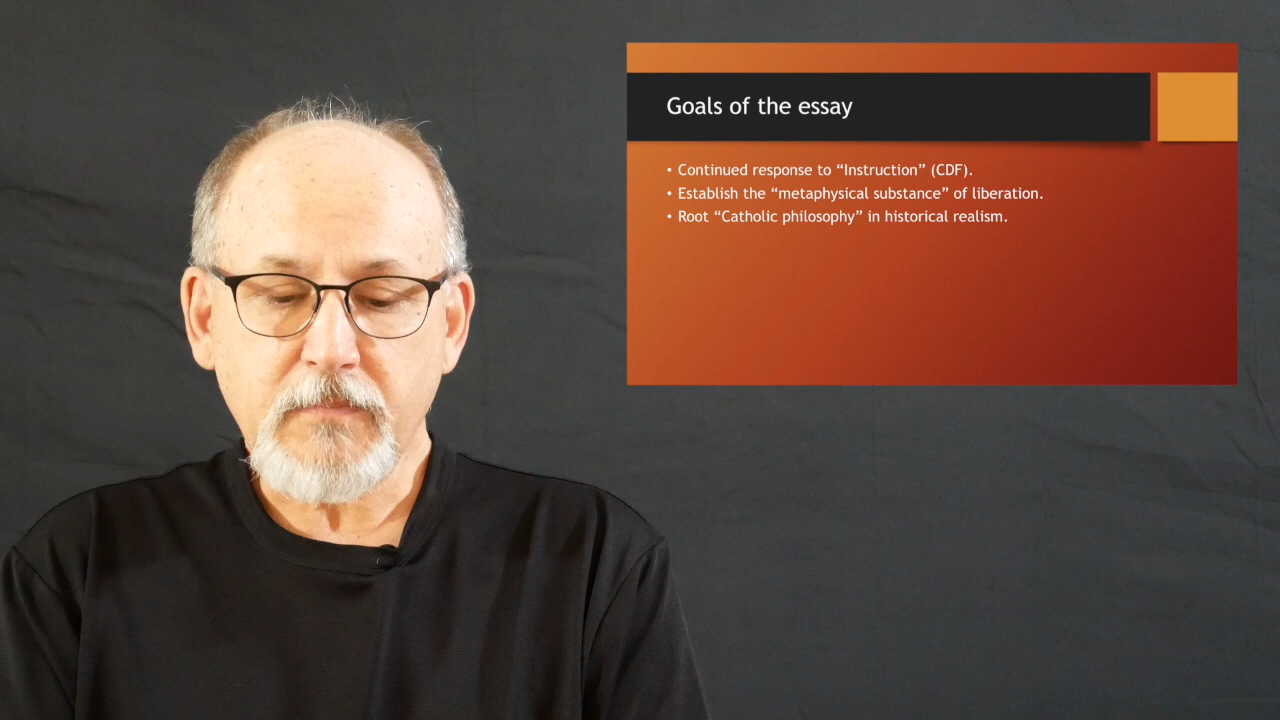 Goals of the essay
• Continued response to “Instruction” (CDF).
• Establish the “metaphysical substance” of liberation.
• Root “Catholic philosophy” in historical realism.